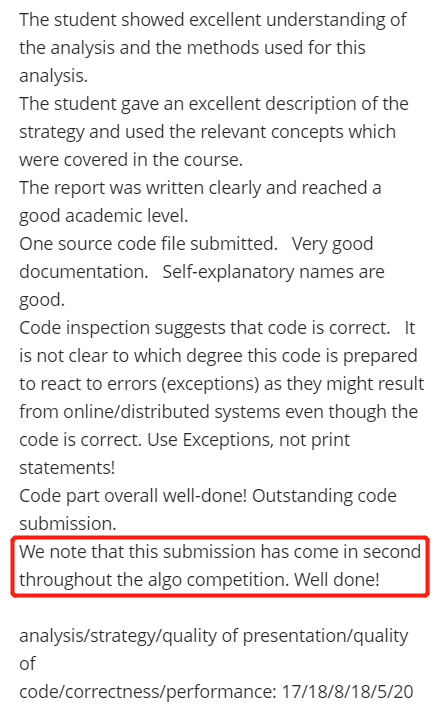 The student showed excellent understanding of
the analysis and the methods used for this
analysis.
The student gave an excellent description of the
strategy and used the relevant concepts which
were covered in the course.
The report was written clearly and reached a
good academic level.
One source code file submitted.   Very good
documentation.   Self-explanatory names are
good.
Code inspection suggests that code is correct.   It
is not clear to which degree this code is prepared
to react to errors (exceptions) as they might result
from online/distributed systems even though the
code is correct. Use Exceptions, not print
statements!
Code part overall well-done! Outstanding code
submission.
We note that this submission has come in second
throughout the algo competition. Well done!
analysis/strategy/quality of presentation/quality
of
code/correctness/performance: 17/18/8/18/5/20